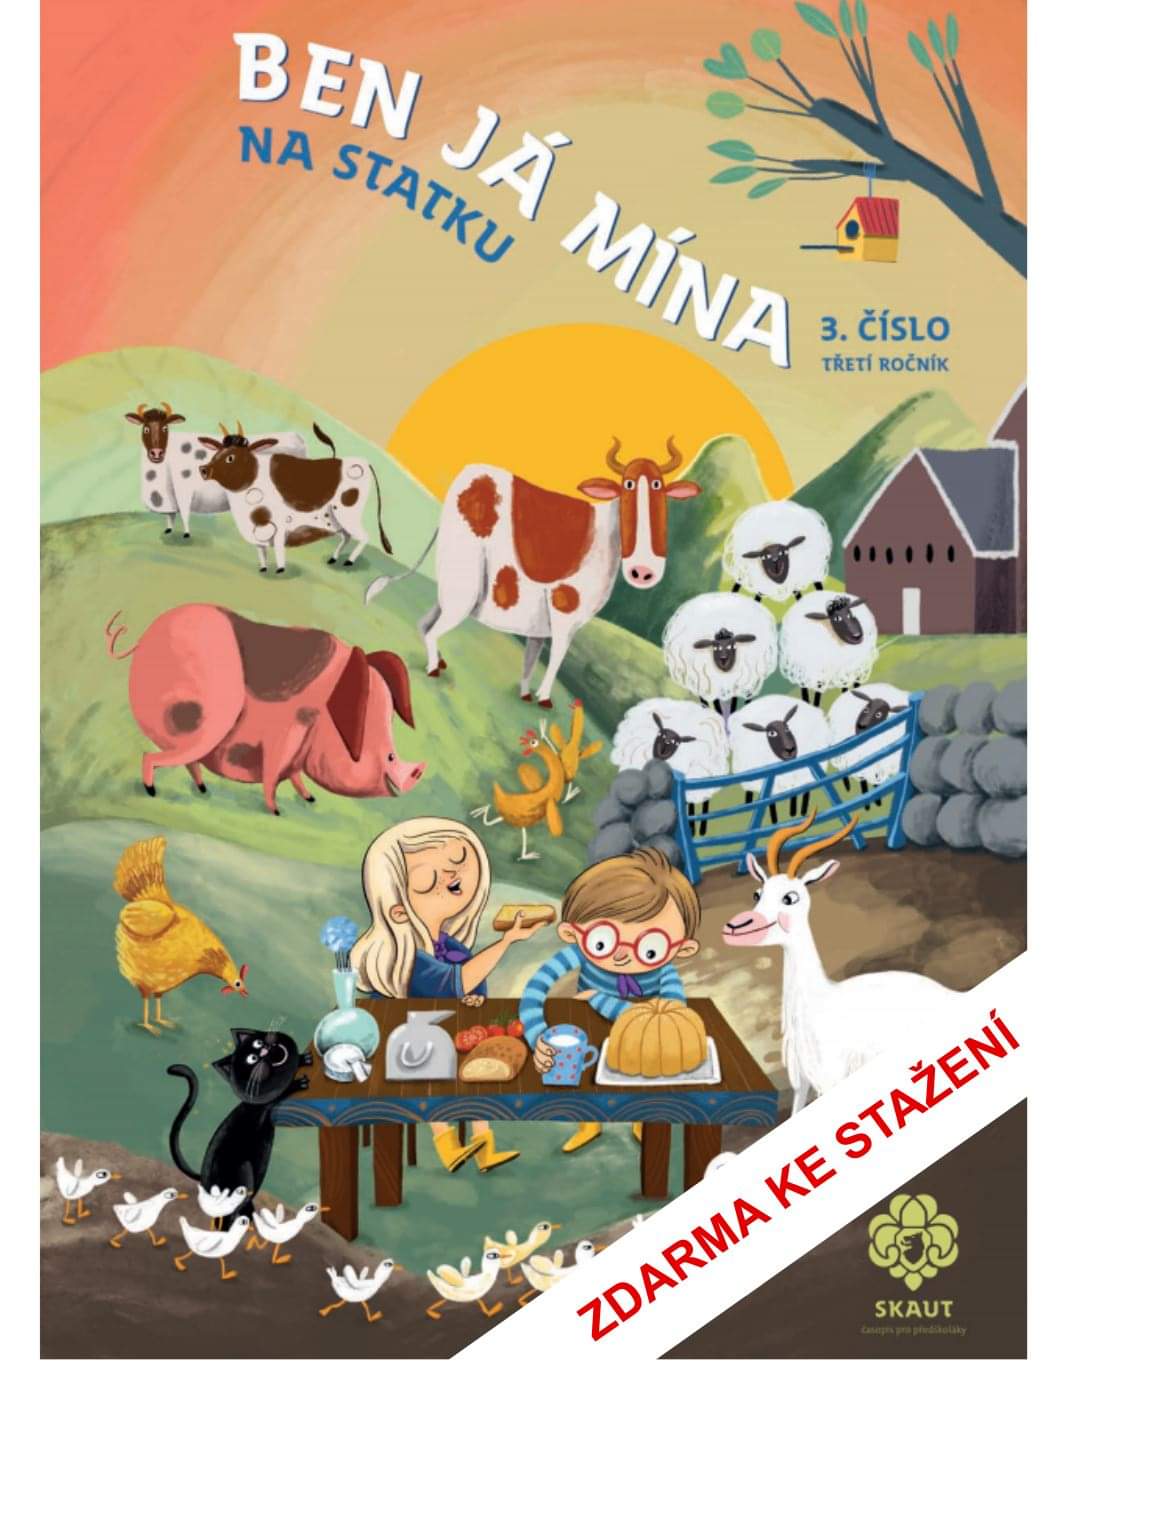 BEN JÁ MÍNA
NA STATKU
3. ČÍSLO
TŘETÍ ROČNÍK
ZDARMA KE STAŽENÍ
SKAUT
časopis pro předškoláky